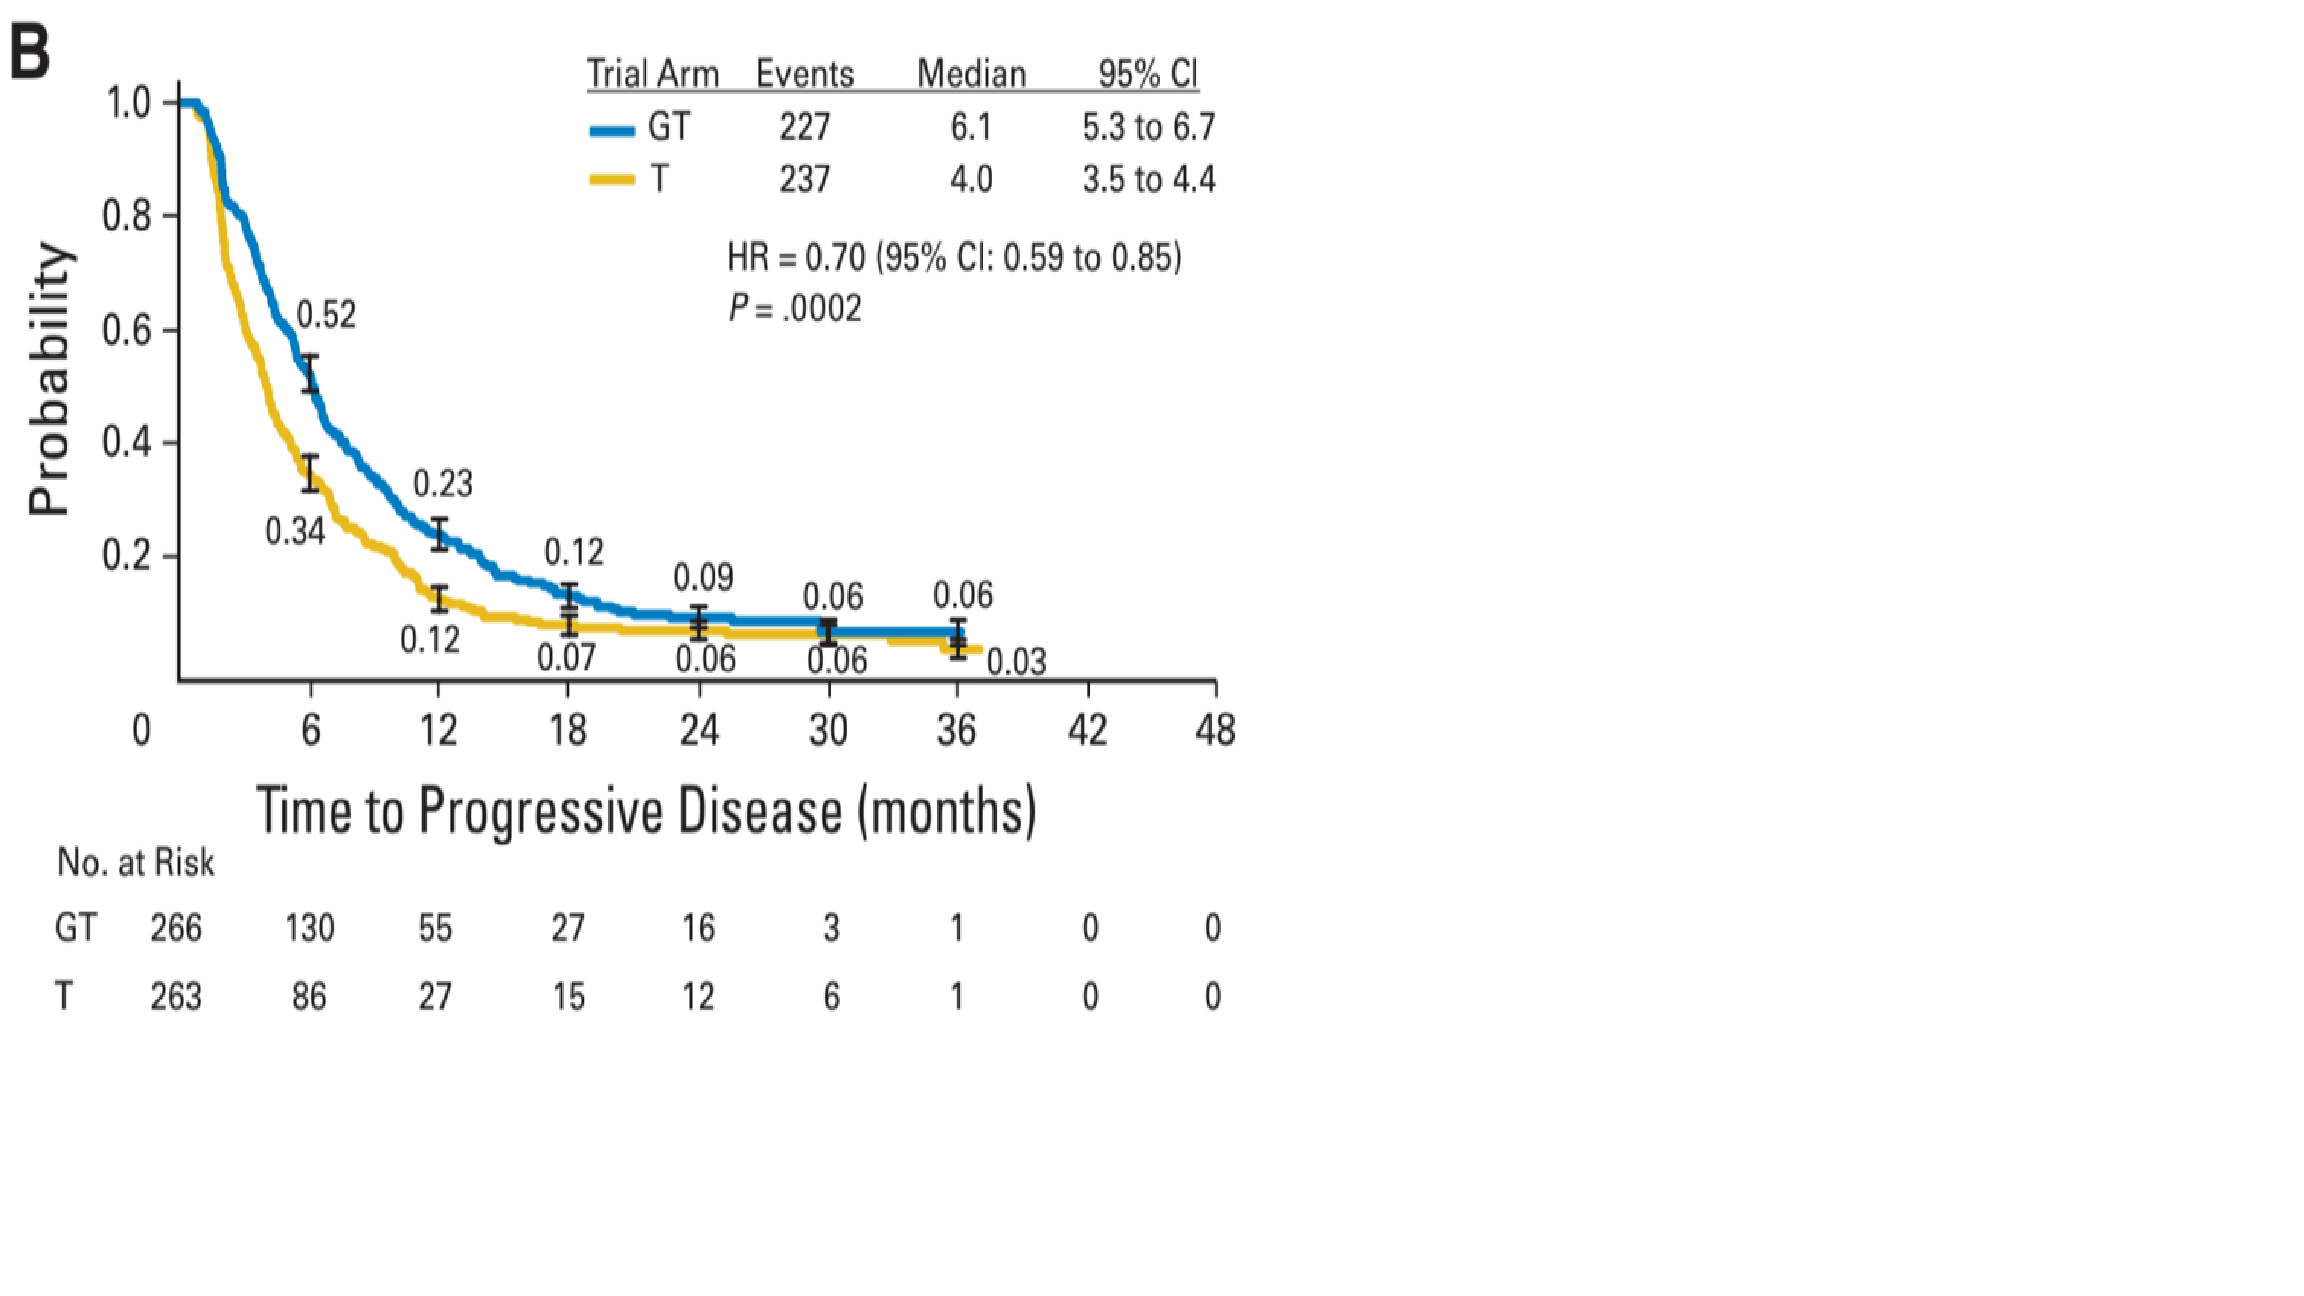 B
Trial Arm Events Median 95% CI
GT 227 6.1 5.3 to 6.7
T 237 4.0 3.5 to 4.4
HR = 0.70 (95% CI: 0.59 to 0.85)
P = .0002
Probability
1.0
0.8
0.6
0.4
0.2
0.52
0.23
0.12
0.09
0.06
0.06
0.34
0.12
0.07
0.06
0.06
0.03
0 6 12 18 24 30 36 42 48
Time to Progressive Disease (months)
No. at Risk
GT 266 130 55 27 16 3 1 0 0
T 263 86 27 15 12 6 1 0 0